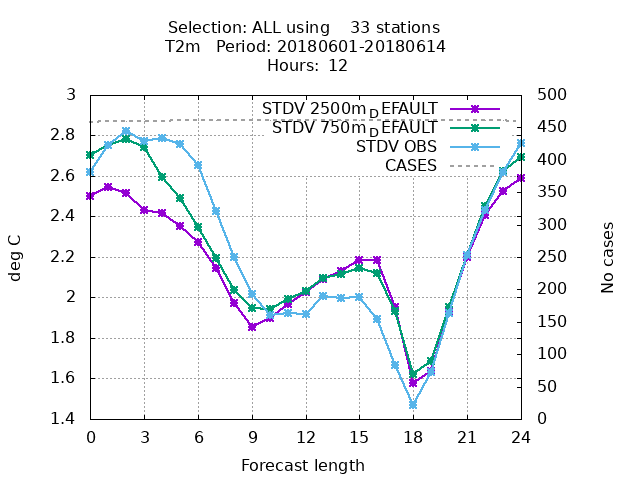 Selection: ALL using    33 stations
T2m   Period: 20180601-20180614
Hours:  12
STDV 2500m_DEFAULT
STDV 750m_DEFAULT
STDV OBS
CASES
deg C
No cases
3
2.8
2.6
2.4
2.2
2
1.8
1.6
1.4
500
450
400
350
300
250
200
150
100
50
0
0 3 6 9 12 15 18 21 24
Forecast length